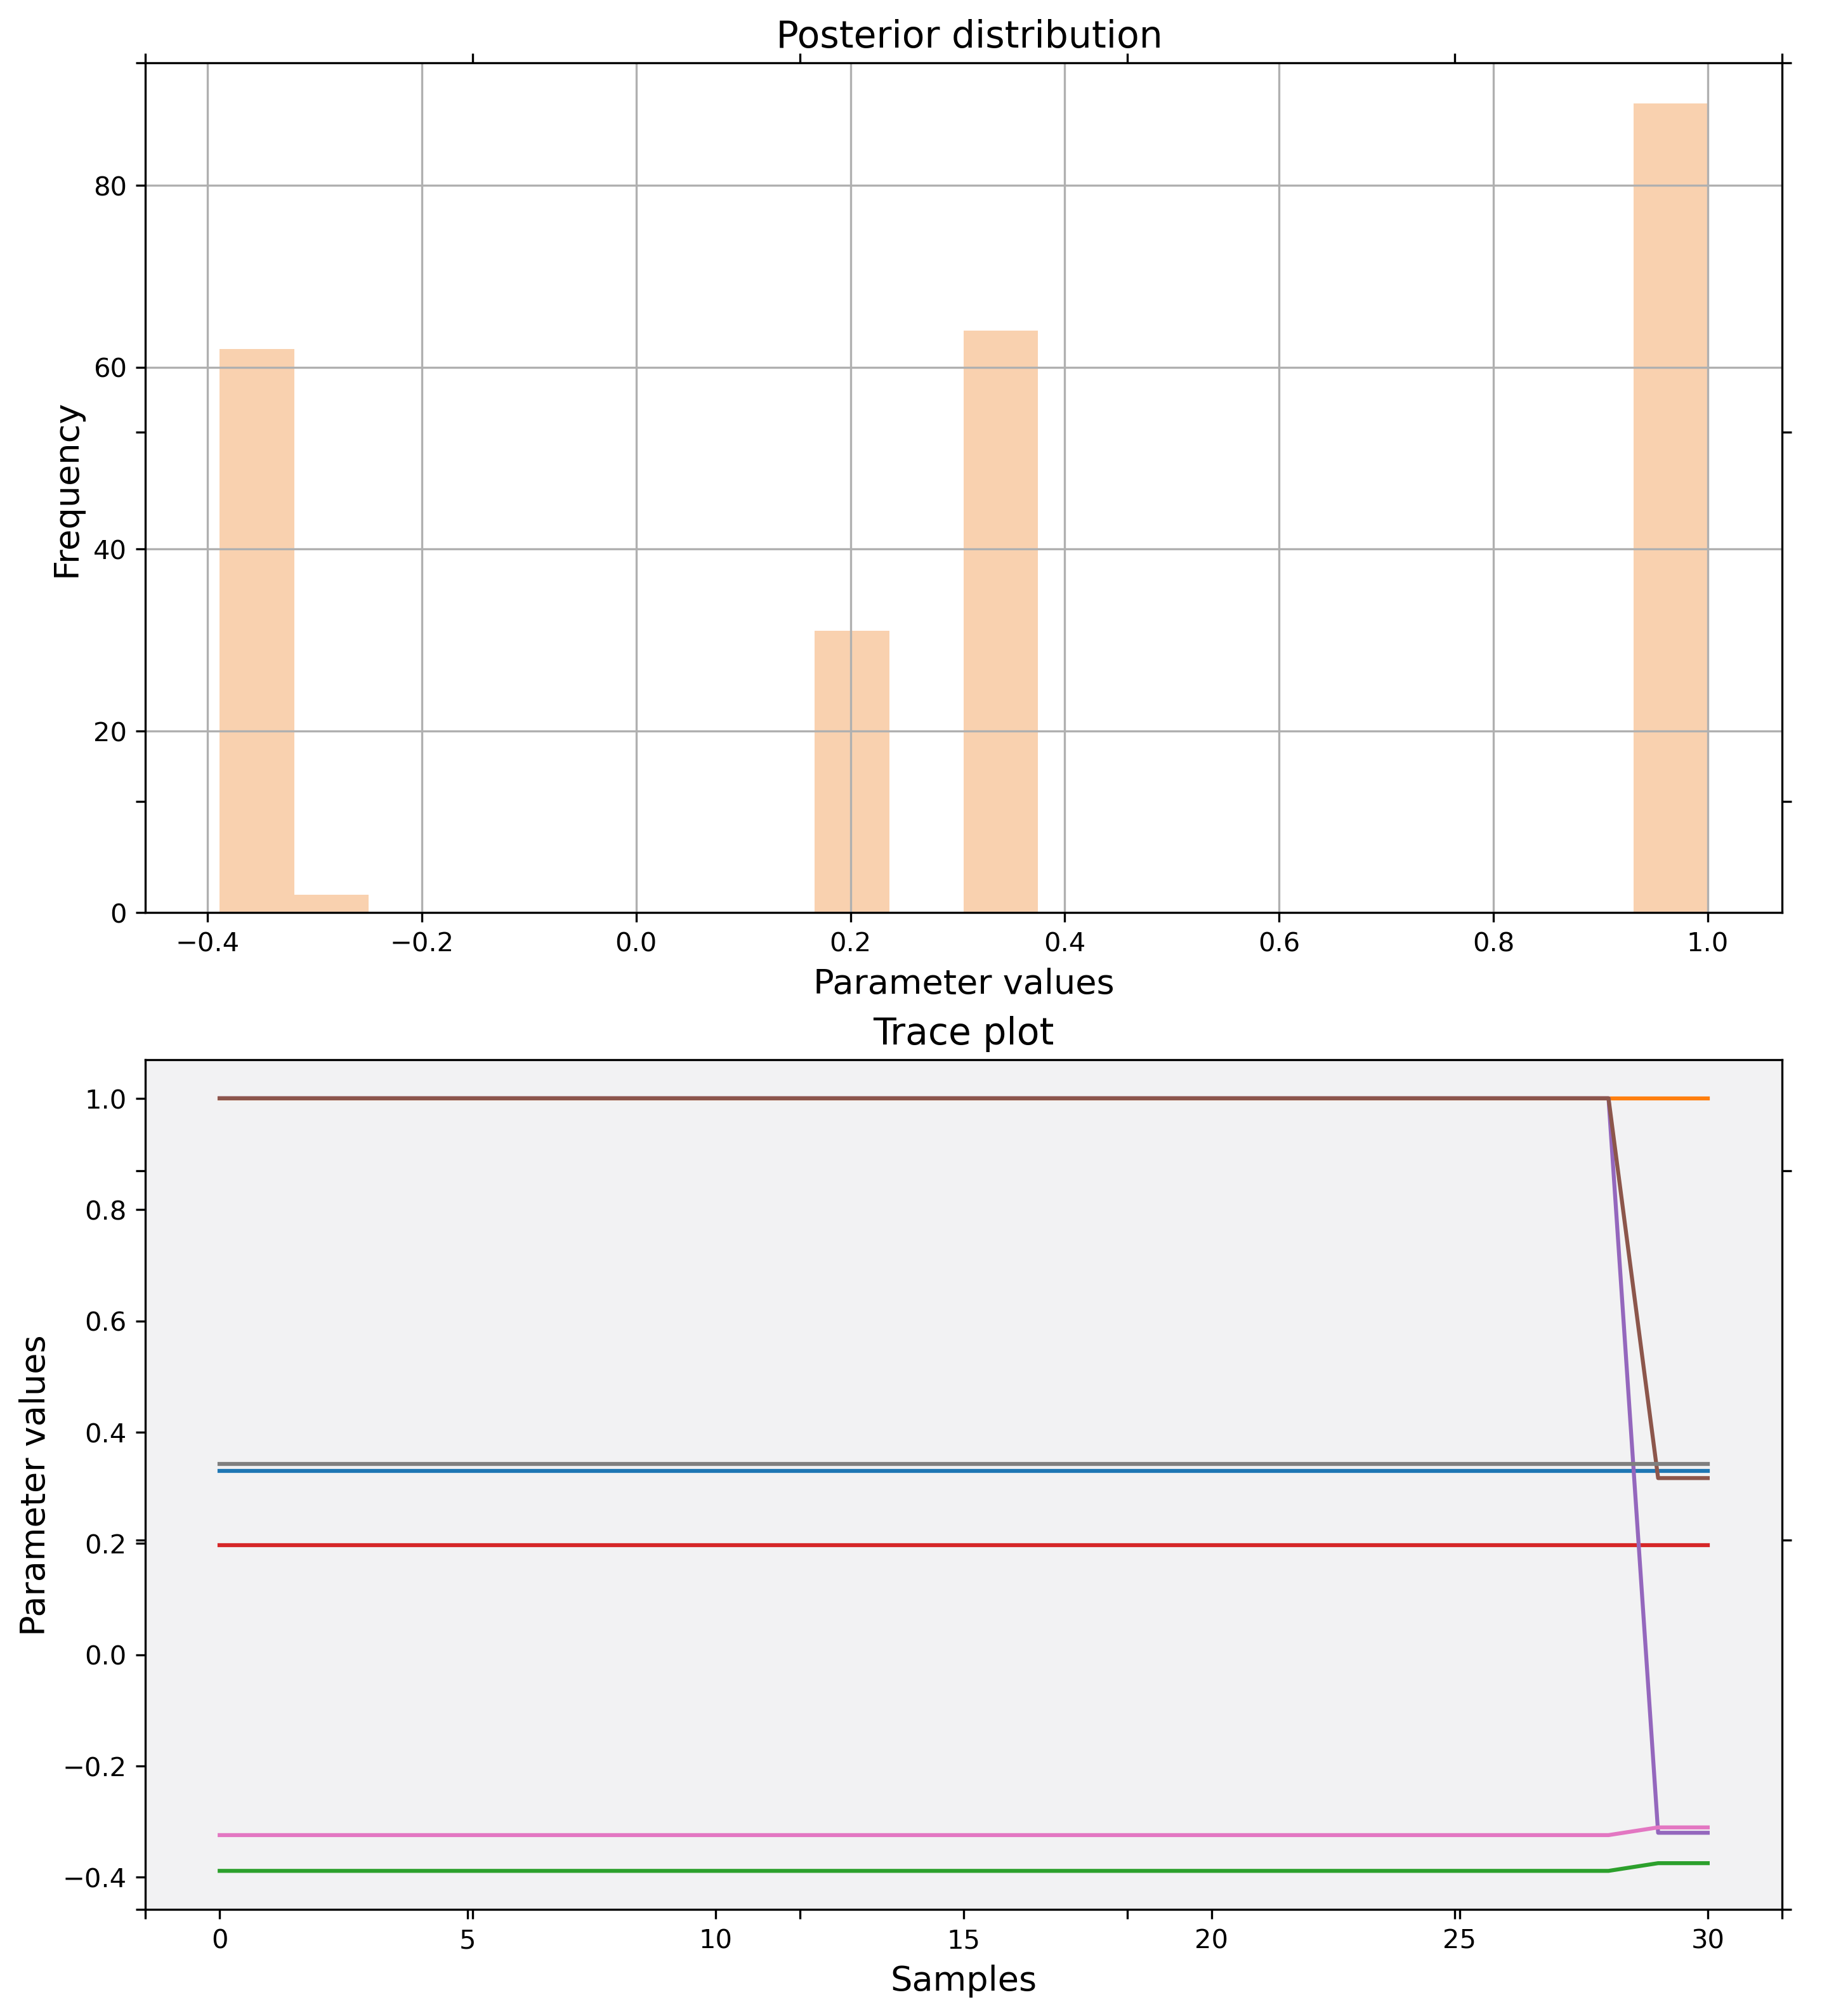 Posterior distribution
80
60
40
20
0
Frequency
−0.4 −0.2 0.0 0.2 0.4 0.6 0.8 1.0
Parameter values
Trace plot
1.0
0.8
0.6
0.4
0.2
0.0
−0.2
−0.4
Parameter values
0 5 10 15 20 25 30
Samples